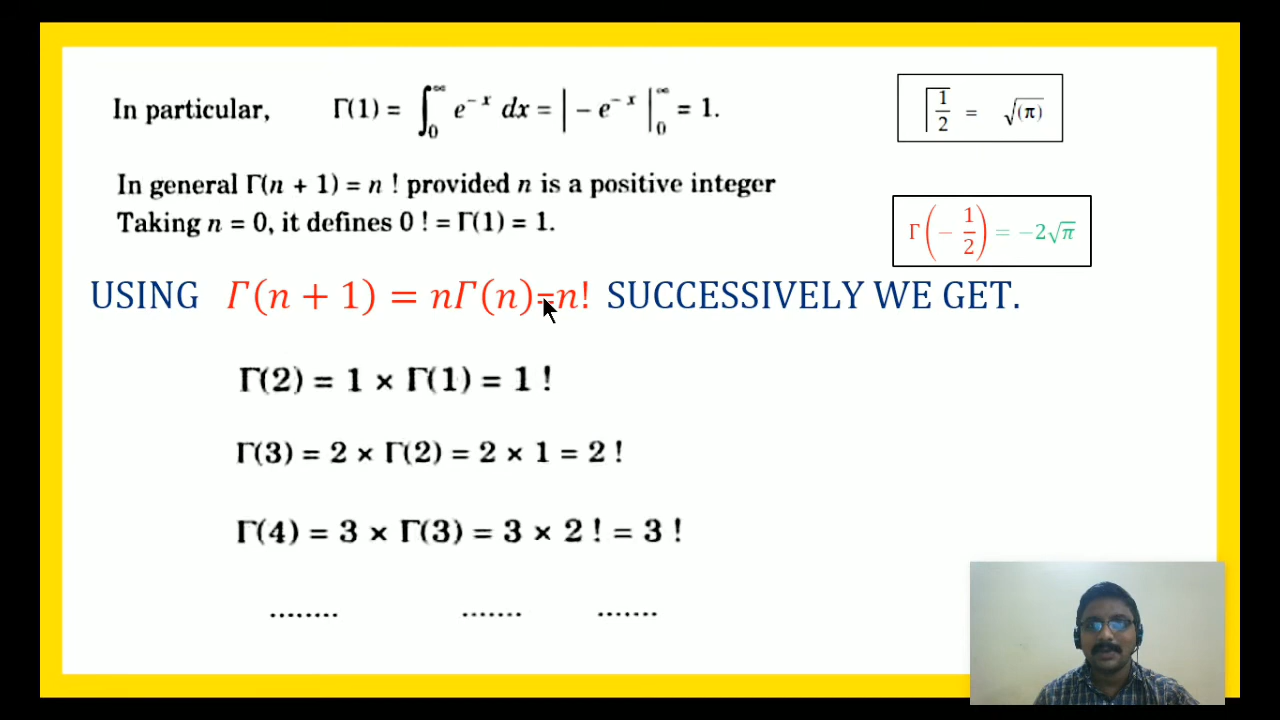 In particular, Γ(1) = ∫₀^∞ e^{-x} dx = | - e^{-x} |₀^∞ = 1.
Γ1/2 = √(π)
In general Γ(n + 1) = n ! provided n is a positive integer
Taking n = 0, it defines 0 ! = Γ(1) = 1.
Γ(-1/2) = -2√π
USING Γ(n + 1) = nΓ(n)=n! SUCCESSIVELY WE GET.
Γ(2) = 1 × Γ(1) = 1 !
Γ(3) = 2 × Γ(2) = 2 × 1 = 2 !
Γ(4) = 3 × Γ(3) = 3 × 2 ! = 3 !
........ ....... .......